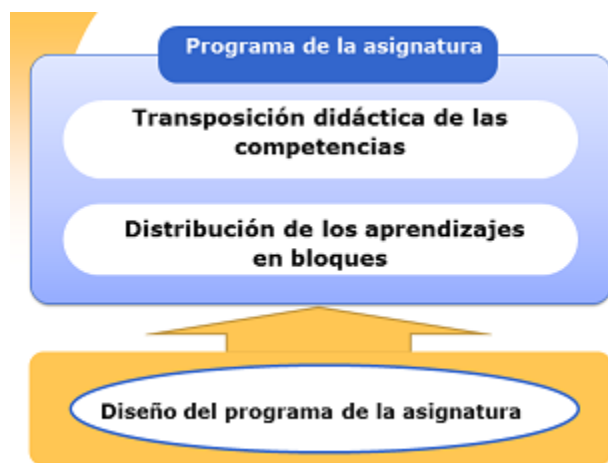 Programa de la asignatura
Transposición didáctica de las
competencias
Distribución de los aprendizajes
en bloques
Diseño del programa de la asignatura